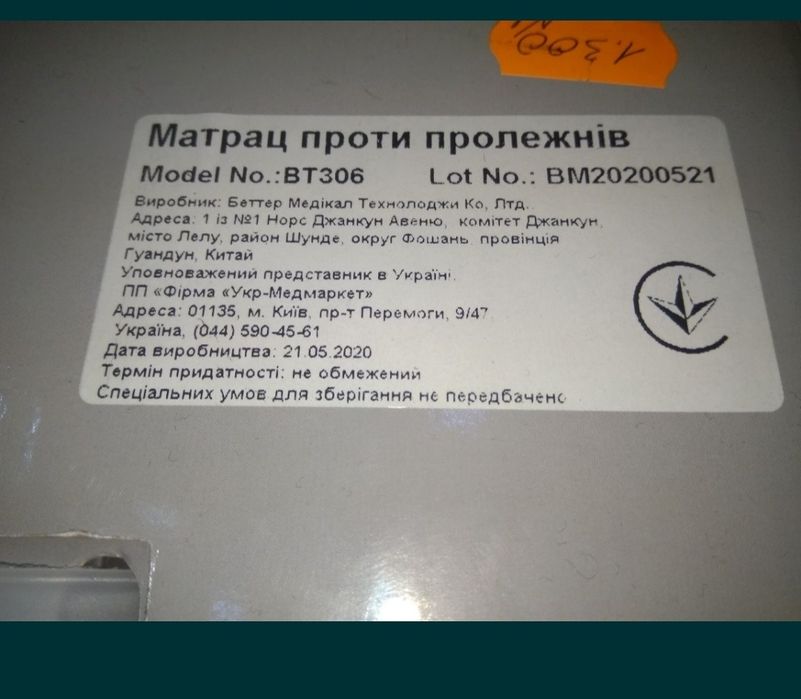 Матрац проти пролежнів
Model No.:BT306 Lot No.: BM20200521
Виробник: Беттер Медікал Технолоджи Ко, Лтд.
Адреса: 1 із №1 Норс Джанкун Авеню, комітет Джанкун,
місто Лелу, район Шунде, округ Фошань, провінція
Гуандун, Китай
Уповноважений представник в Україні:
ПП «Фірма «Укр-Медмаркет»
Адреса: 01135, м. Київ, пр-т Перемоги, 9/47
Україна, (044) 590-45-61
Дата виробництва: 21.05.2020
Термін придатності: не обмежений
Спеціальних умов для зберігання не передбачено